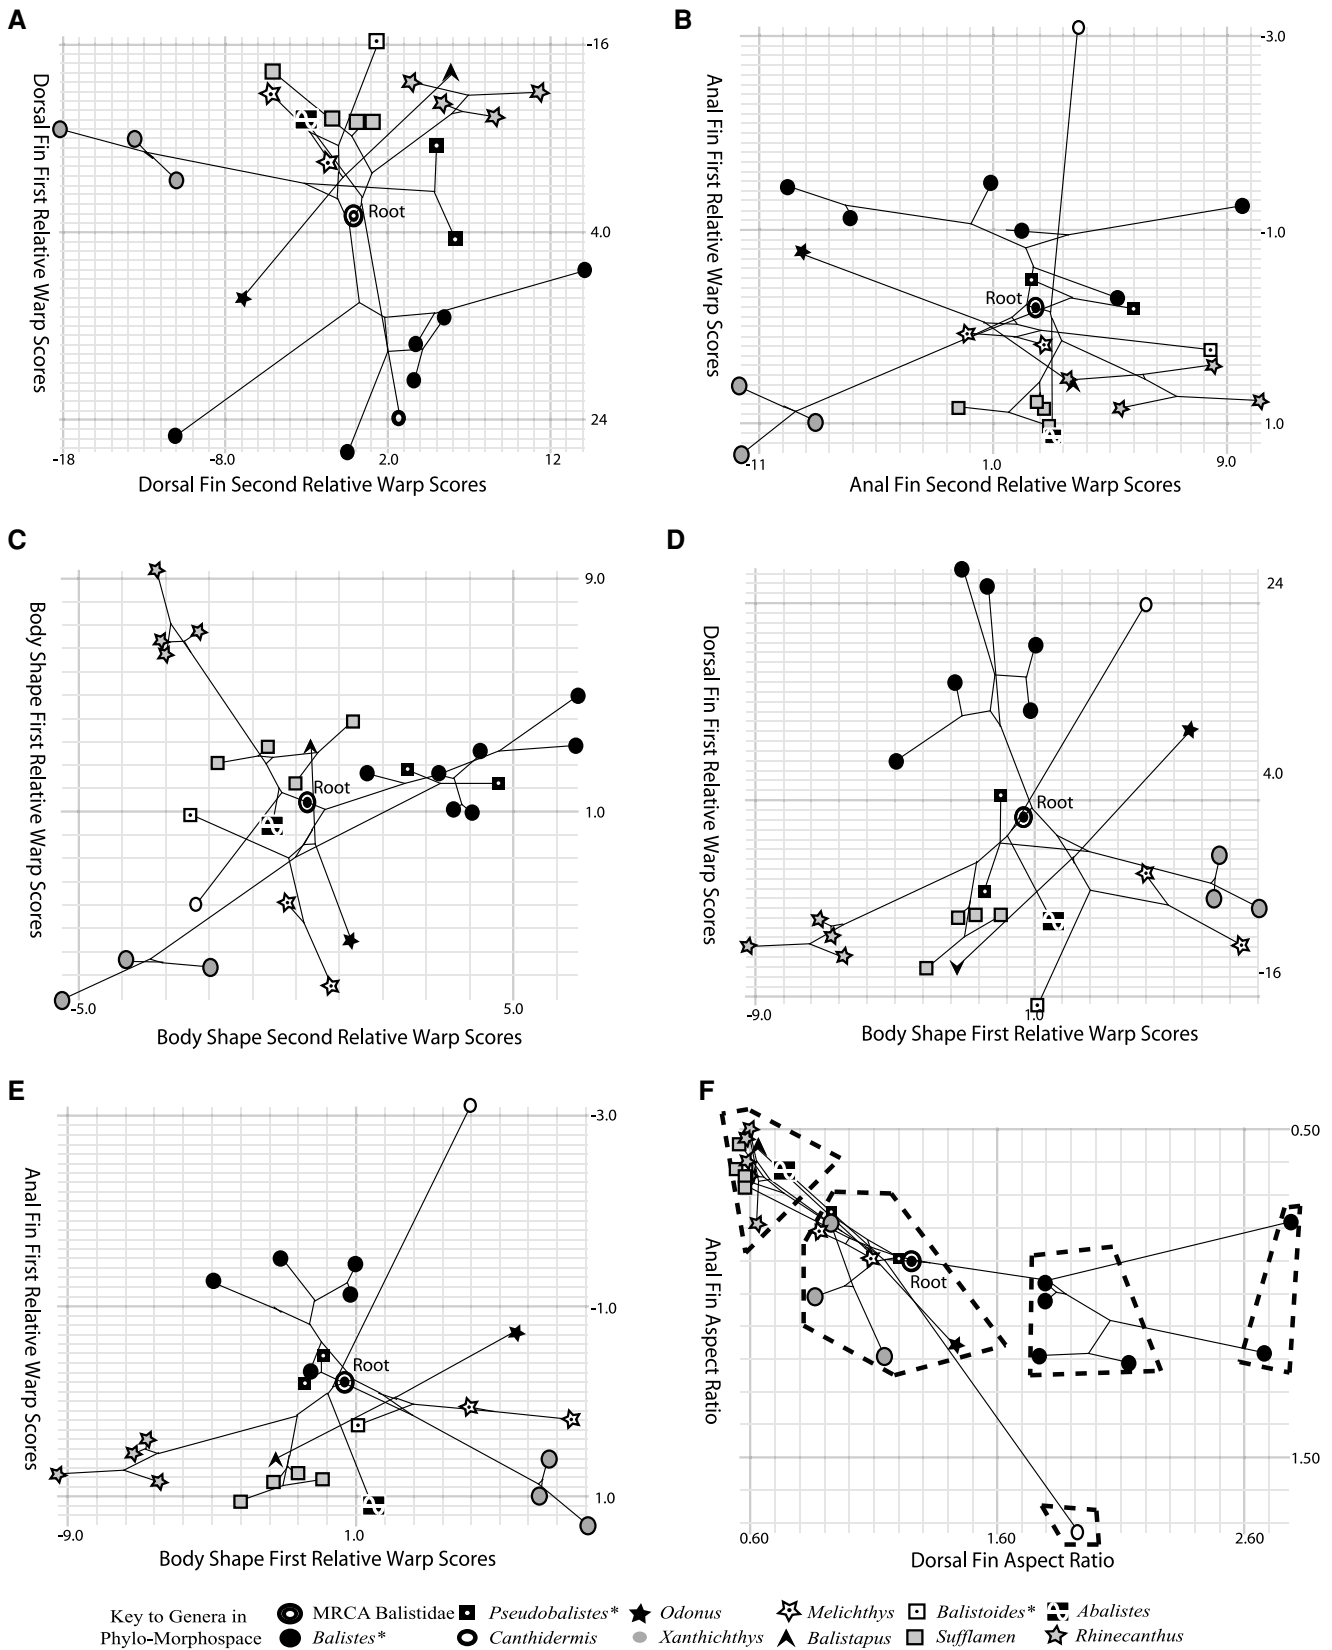 A
Dorsal Fin First Relative Warp Scores
-16
4.0
24
Root
-18 -8.0 2.0 12
Dorsal Fin Second Relative Warp Scores
B
Anal Fin First Relative Warp Scores
-3.0
-1.0
1.0
Root
-11 1.0 9.0
Anal Fin Second Relative Warp Scores
C
Body Shape First Relative Warp Scores
9.0
1.0
Root
-5.0 5.0
Body Shape Second Relative Warp Scores
D
Dorsal Fin First Relative Warp Scores
24
4.0
-16
Root
-9.0 1.0
Body Shape First Relative Warp Scores
E
Anal Fin First Relative Warp Scores
-3.0
-1.0
1.0
Root
-9.0 1.0
Body Shape First Relative Warp Scores
F
Anal Fin Aspect Ratio
0.50
1.50
Root
0.60 1.60 2.60
Dorsal Fin Aspect Ratio
Key to Genera in MRCA Balistidae Pseudobalistes* Odonus Melichthys Balistoides* Abalistes
Phylo-Morphospace Balistes* Canthidermis Xanthichthys Balistapus Sufflamen Rhinecanthus